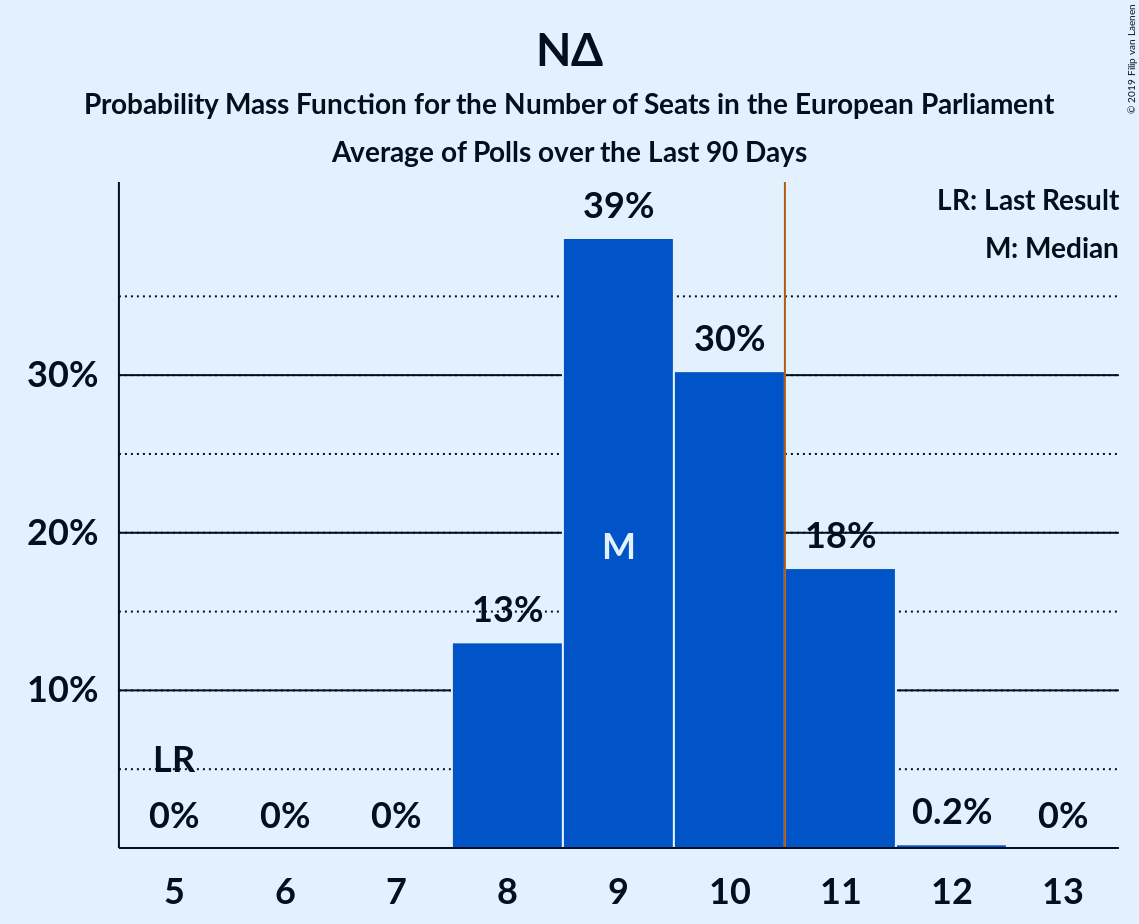 ΝΔ
Probability Mass Function for the Number of Seats in the European Parliament
Average of Polls over the Last 90 Days
© 2019 Filip van Laenen
LR: Last Result
M: Median
39%
30%
30%
20%
18%
M
13%
10%
LR
0%
0%
0%
0.2%
0%
5 6 7 8 9 10 11 12 13